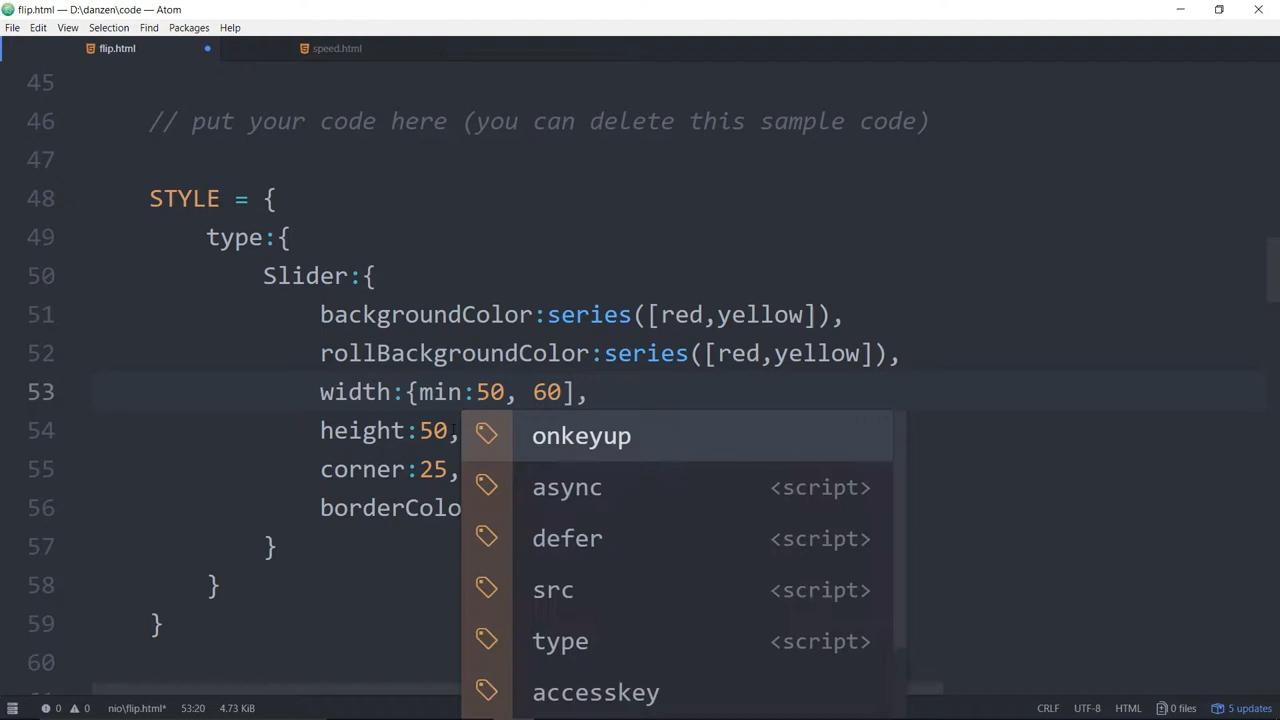 flip.html — D:\danzen\code — Atom
File Edit View Selection Find Packages Help
flip.html speed.html
45
46 // put your code here (you can delete this sample code)
47
48 STYLE = {
49 type:{
50 Slider:{
51 backgroundColor:series([red,yellow]),
52 rollBackgroundColor:series([red,yellow]),
53 width:{min:50, 60],
54 height:50,
55 corner:25,
56 borderColo
57 }
58 }
59 }
60
onkeyup
async <script>
defer <script>
src <script>
type <script>
accesskey
0 0 nio\flip.html* 53:20 4.73 KiB CRLF UTF-8 HTML 0 files 5 updates